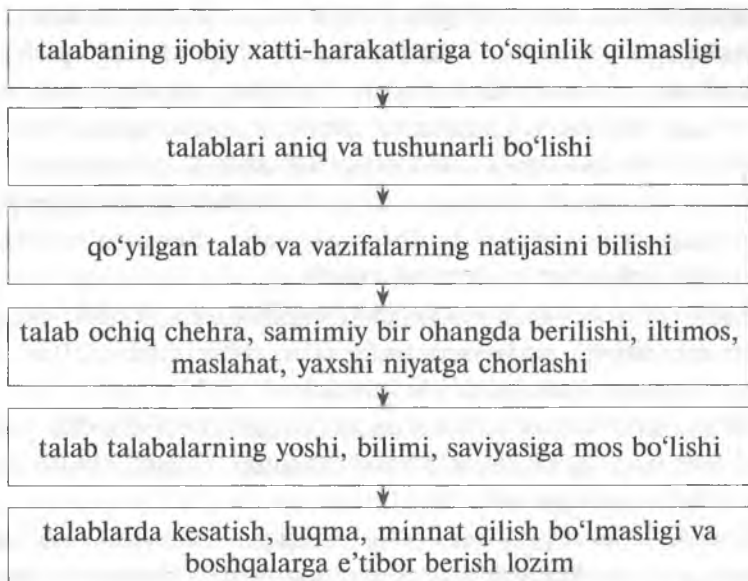 talabaning ijobiy xatti-harakatlariga to‘sqinlik qilmasligi
talablari aniq va tushunarli bo‘lishi
qo‘yilgan talab va vazifalarning natijasini bilishi
talab ochiq chehra, samimiy bir ohangda berilishi, iltimos,
maslahat, yaxshi niyatga chorlashi
talab talabalarning yoshi, bilimi, saviyasiga mos bo‘lishi
talablarda kesatish, luqma, minnat qilish bo‘lmasligi va
boshqalarga e’tibor berish lozim